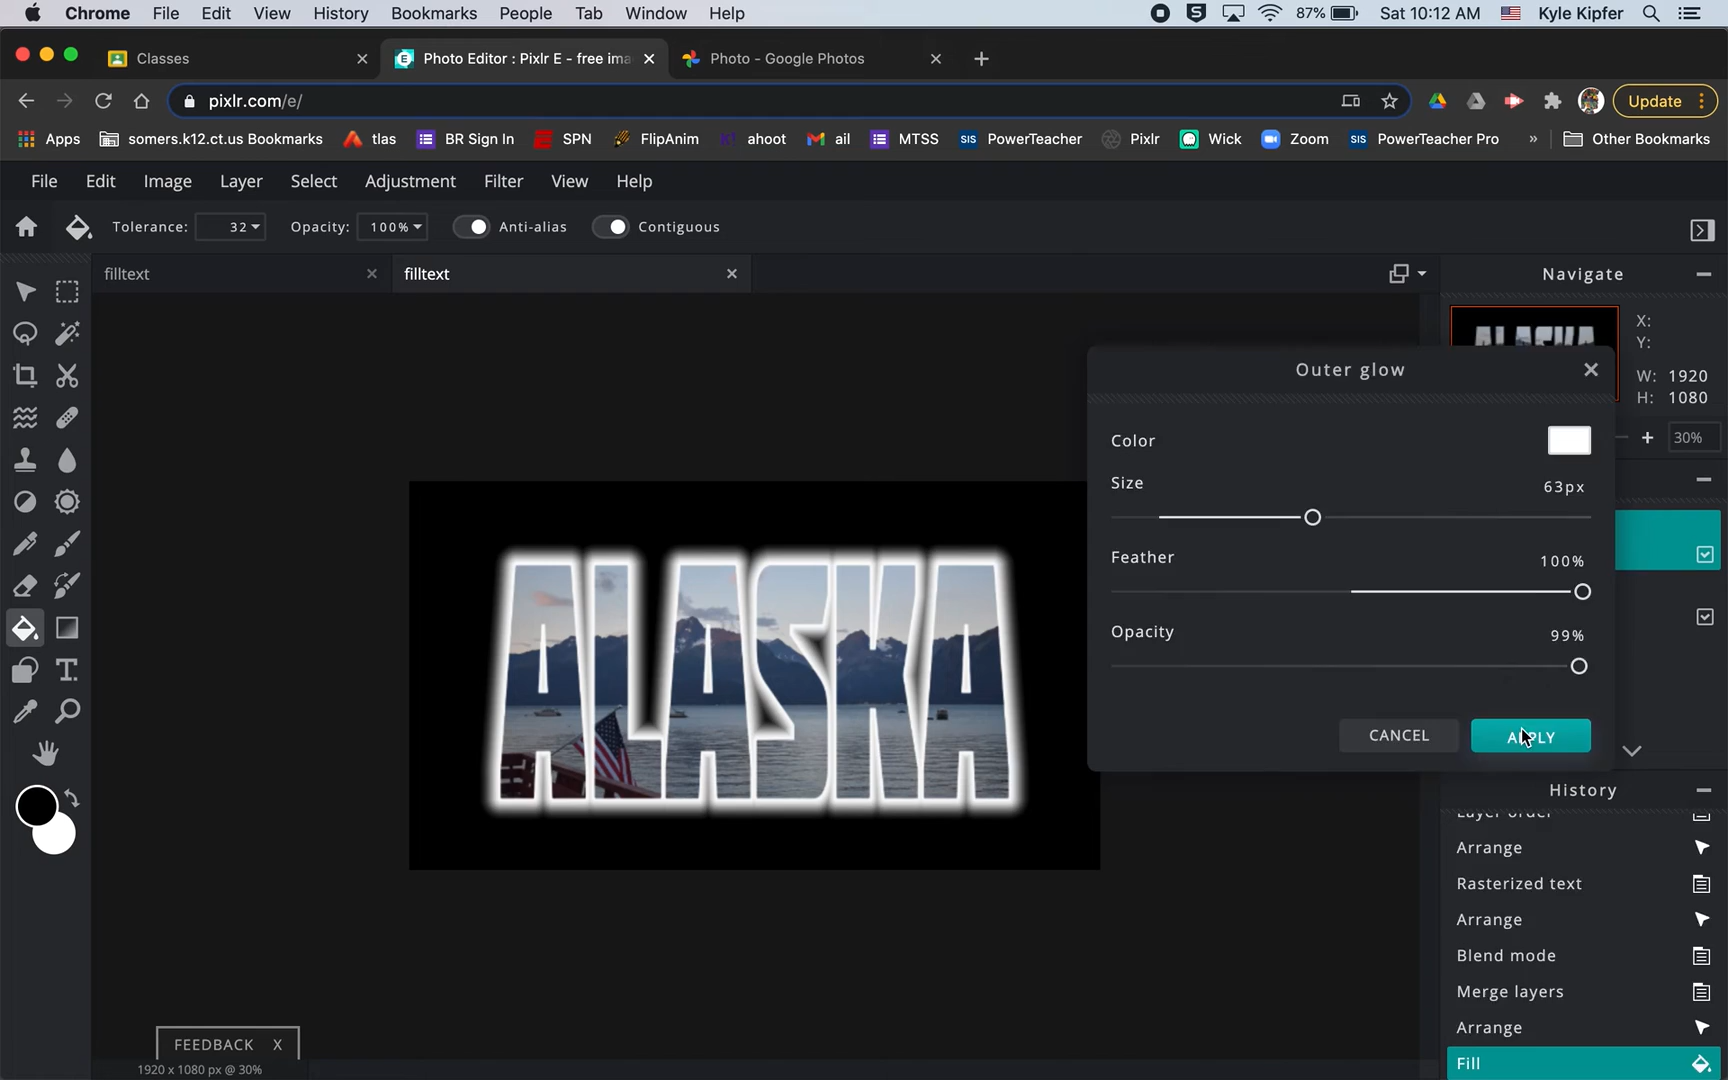 Chrome File Edit View History Bookmarks People Tab Window Help 87% Sat 10:12 AM Kyle Kipfer
Classes Photo Editor : Pixlr E - free ima Photo - Google Photos
pixlr.com/e/ Update
Apps somers.k12.ct.us Bookmarks tlas BR Sign In SPN FlipAnim ahoot ail MTSS SIS PowerTeacher Pixlr Wick Zoom SIS PowerTeacher Pro » Other Bookmarks
File Edit Image Layer Select Adjustment Filter View Help
Tolerance: 32 Opacity: 100% Anti-alias Contiguous
filltext filltext Navigate
X:
Y:
W: 1920
H: 1080
30%
Outer glow
Color
Size 63px
Feather 100%
Opacity 99%
CANCEL APPLY
ALASKA
ALASKA
History
Layer order
Arrange
Rasterized text
Arrange
Blend mode
Merge layers
Arrange
Fill
FEEDBACK X
1920 x 1080 px @ 30%